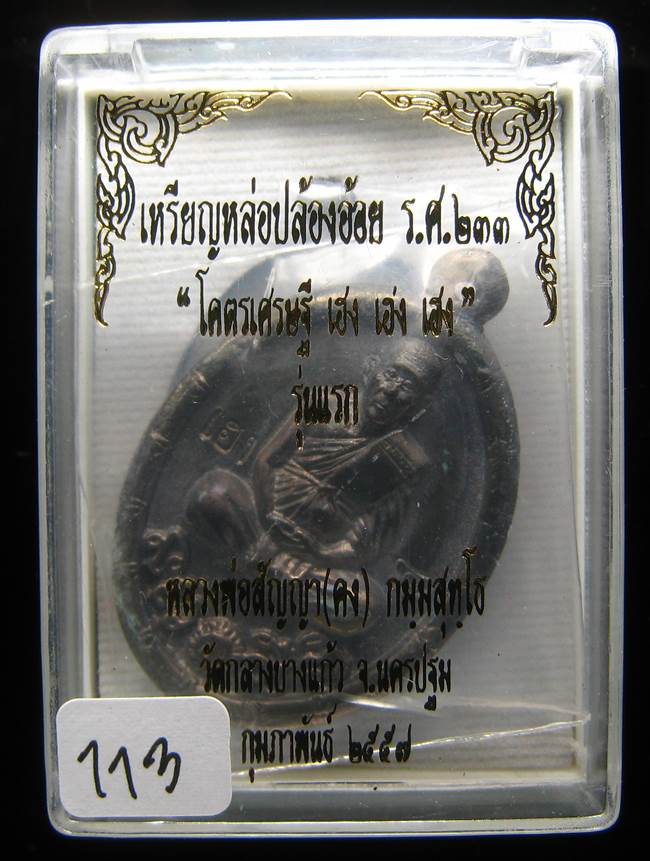 เหรียญหล่อปล้องอ้อย ร.ศ.๒๓๓
“โคตรเศรษฐี เฮง เฮ่ง เฮง”
รุ่นแรก
หลวงพ่อสัญญา(คง) กมฺมสุทฺโธ
วัดกลางบางแก้ว จ.นครปฐม
กุมภาพันธ์ ๒๕๕๗
113